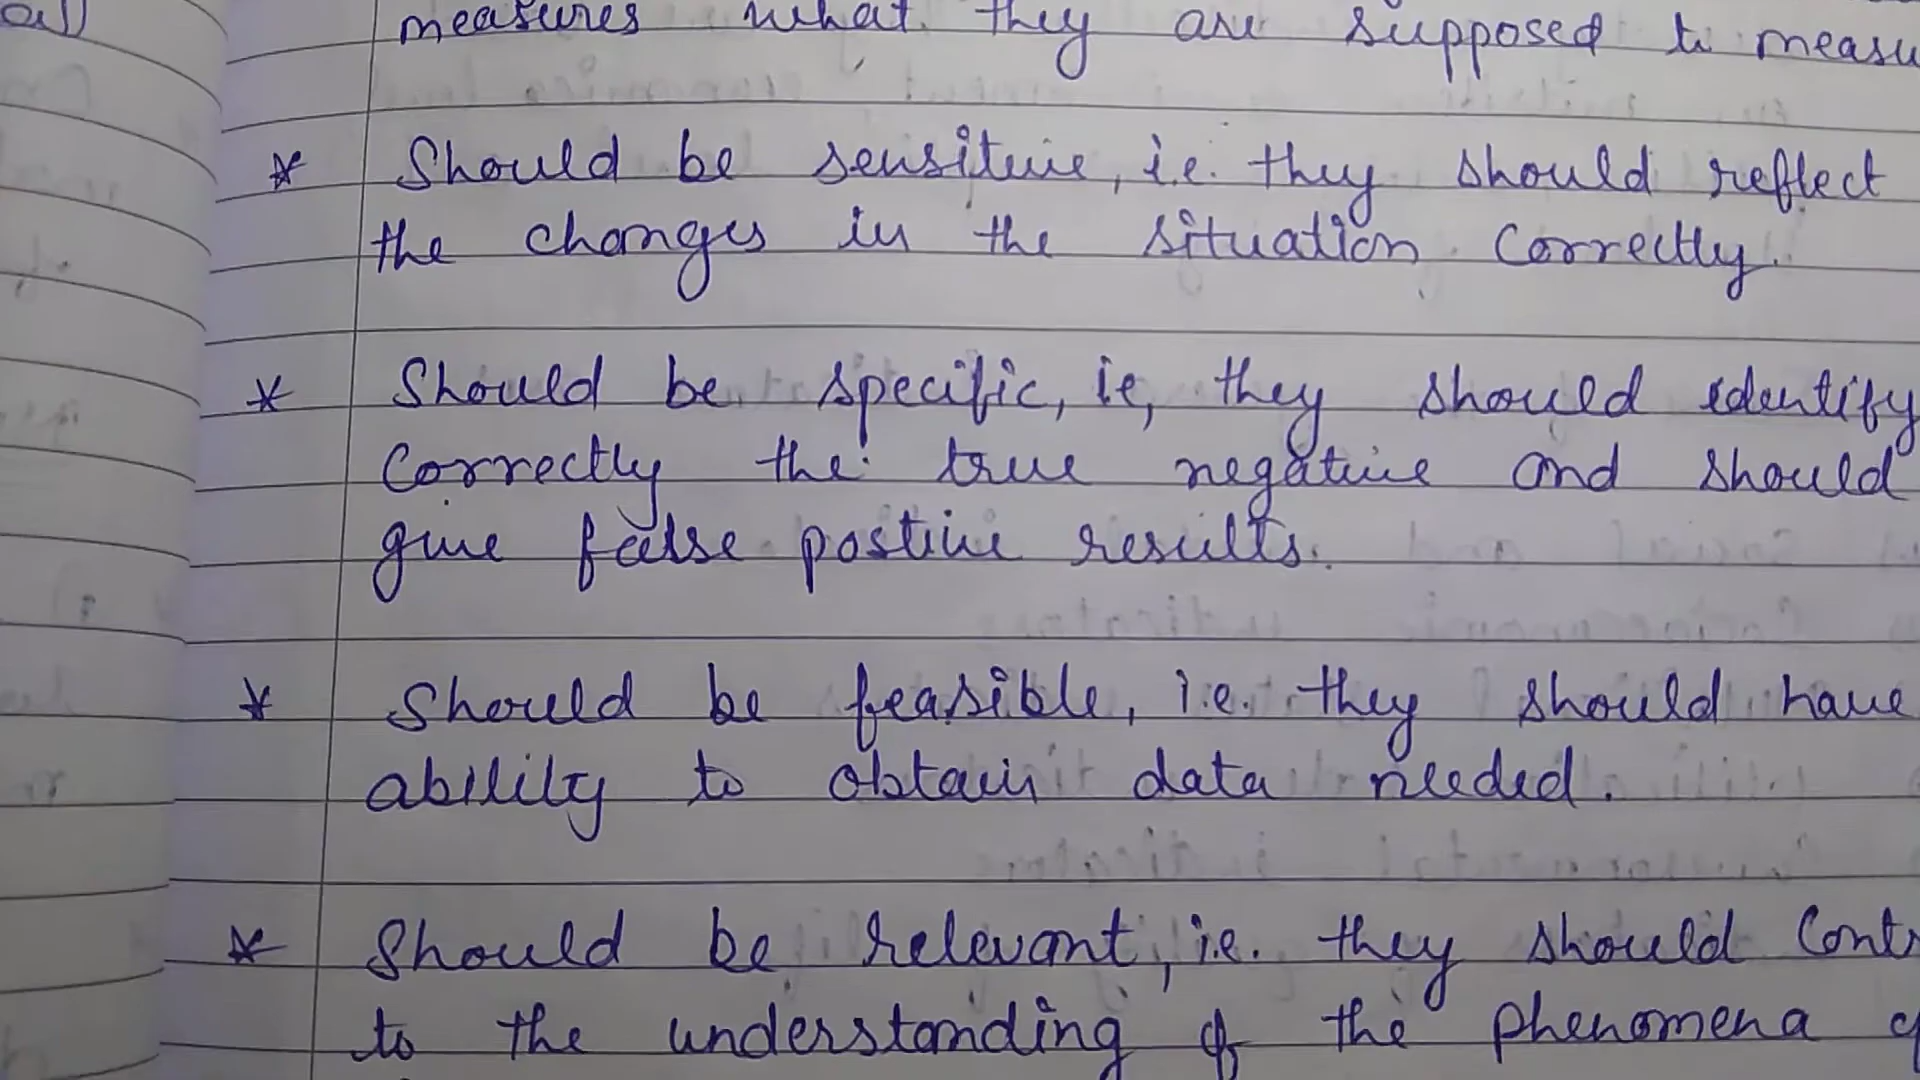 all
measures what they are supposed to measu
* Should be sensitive, i.e. they should reflect
the changes in the situation correctly.
* Should be specific, ie, they should identify
correctly the true negative and should
give false postive results.
* Should be feasible, i.e. they should have
ability to obtain data needed.
* Should be relevant, i.e. they should Cont
to the understanding of the phenomena